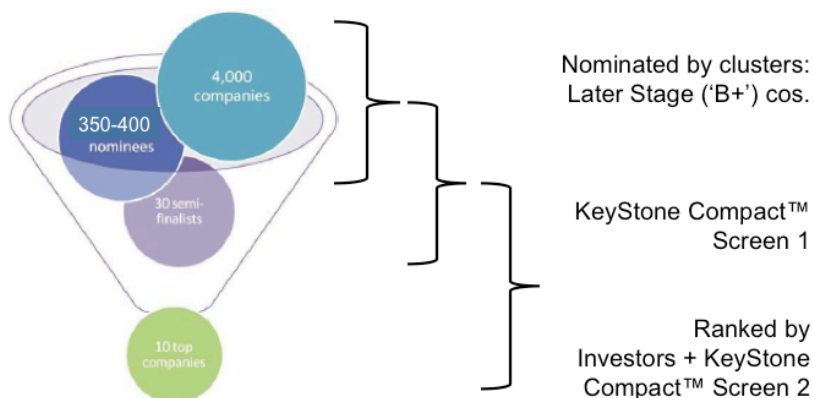 4,000
companies
350-400
nominees
30 semi-
finalists
10 top
companies
Nominated by clusters:
Later Stage (‘B+’) cos.
KeyStone Compact™
Screen 1
Ranked by
Investors + KeyStone
Compact™ Screen 2